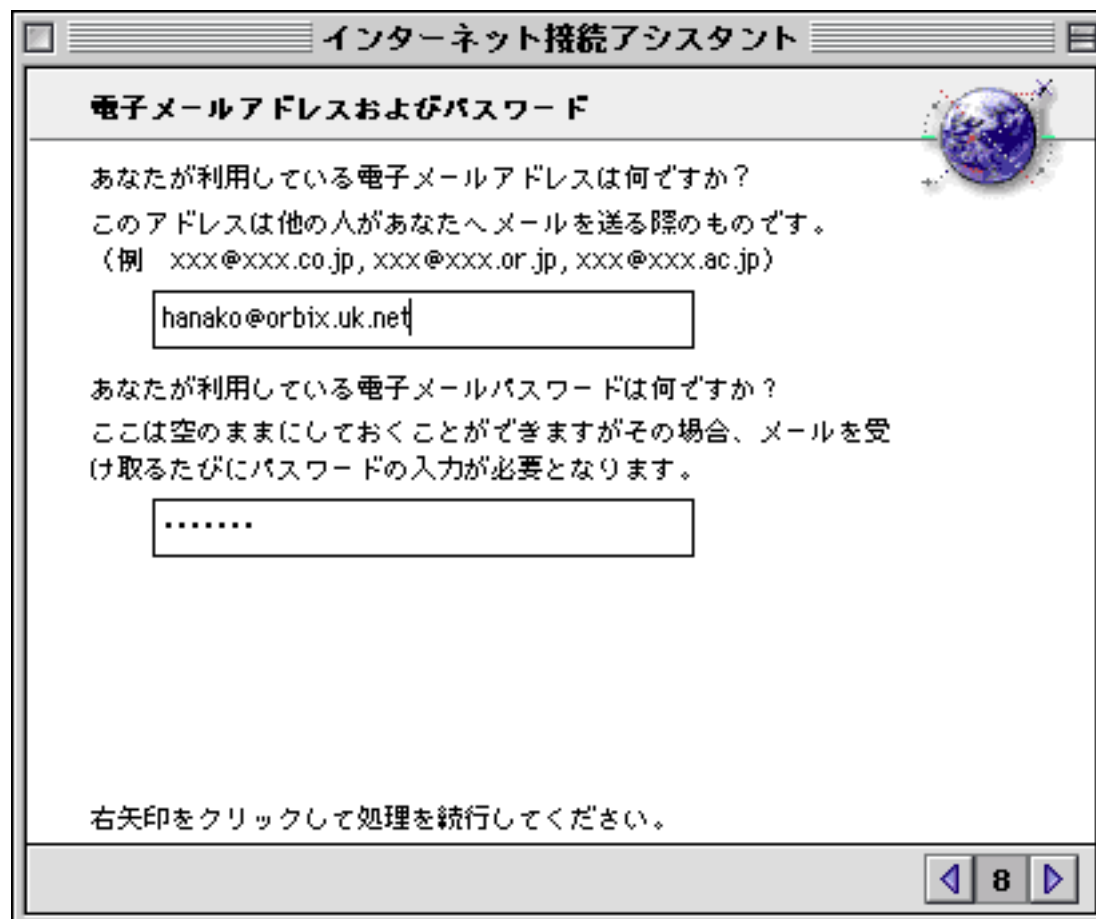 インターネット接続アシスタント
電子メールアドレスおよびパスワード
あなたが利用している電子メールアドレスは何ですか？
このアドレスは他の人があなたへメールを送る際のものです。
（例　xxx@xxx.co.jp, xxx@xxx.or.jp, xxx@xxx.ac.jp）
hanako@orbix.uk.net
あなたが利用している電子メールパスワードは何ですか？
ここは空のままにしておくことができますがその場合、メールを受
け取るたびにパスワードの入力が必要となります。
•••••••
右矢印をクリックして処理を続行してください。
8